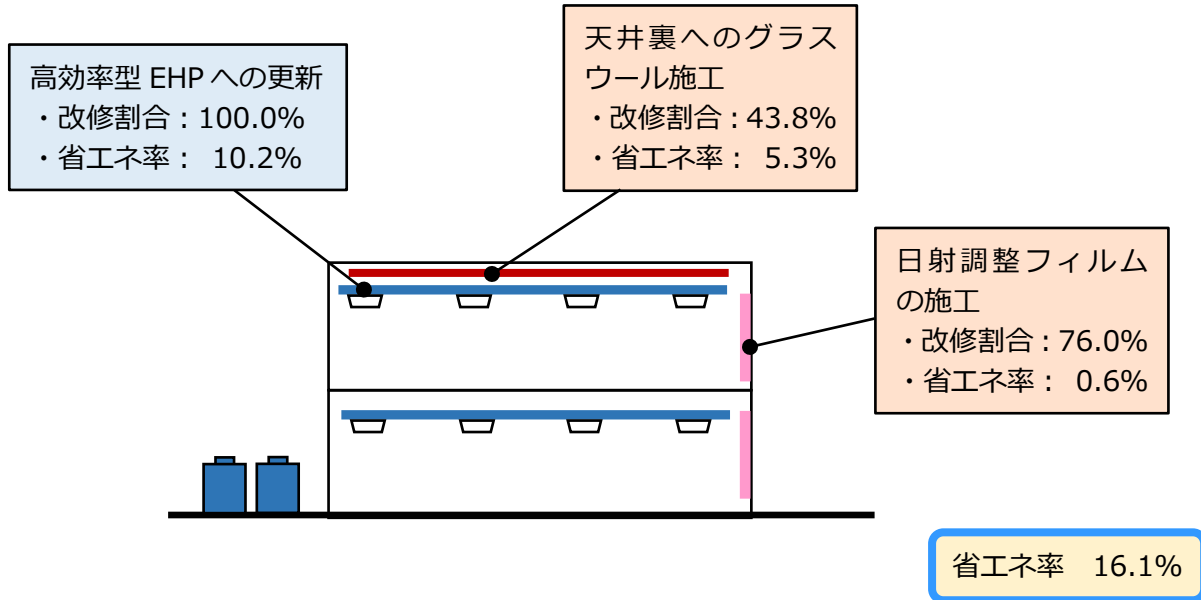 高効率型 EHP への更新
・改修割合：100.0%
・省エネ率： 10.2%
天井裏へのグラス
ウール施工
・改修割合：43.8%
・省エネ率： 5.3%
日射調整フィルム
の施工
・改修割合：76.0%
・省エネ率： 0.6%
省エネ率　16.1%